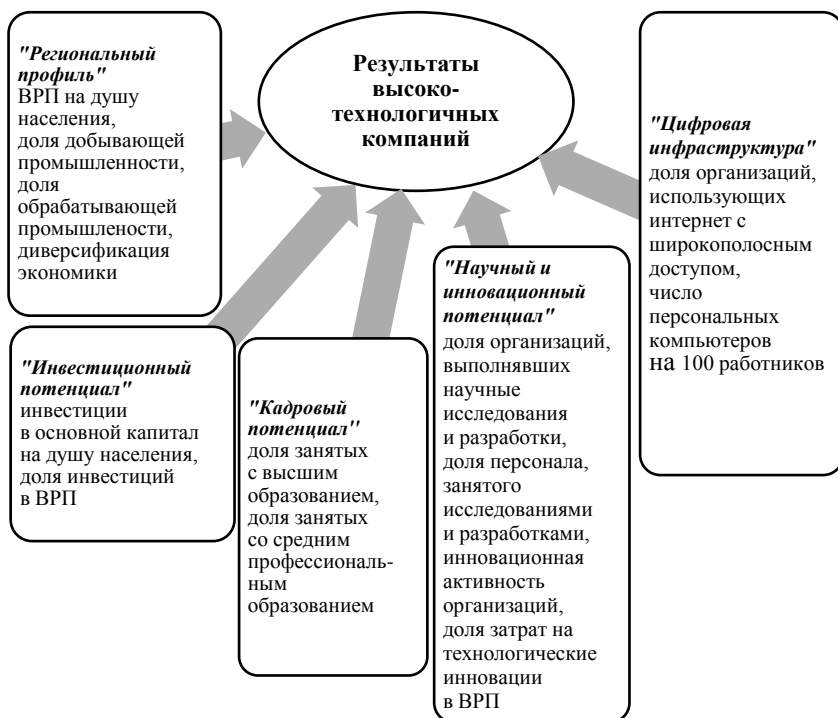 "Региональный
профиль"
ВРП на душу
населения,
доля добывающей
промышленности,
доля
обрабатывающей
промышлености,
диверсификация
экономики
Результаты
высоко-
технологичных
компаний
"Цифровая
инфраструктура"
доля организаций,
использующих
интернет с
широкополосным
доступом,
число
персональных
компьютеров
на 100 работников
"Инвестиционный
потенциал"
инвестиции
в основной капитал
на душу населения,
доля инвестиций
в ВРП
"Кадровый
потенциал"
доля занятых
с высшим
образованием,
доля занятых
со средним
профессиональ-
ным
образованием
"Научный и
инновационный
потенциал"
доля организаций,
выполнявших
научные
исследования
и разработки,
доля персонала,
занятого
исследованиями
и разработками,
инновационная
активность
организаций,
доля затрат на
технологические
инновации
в ВРП